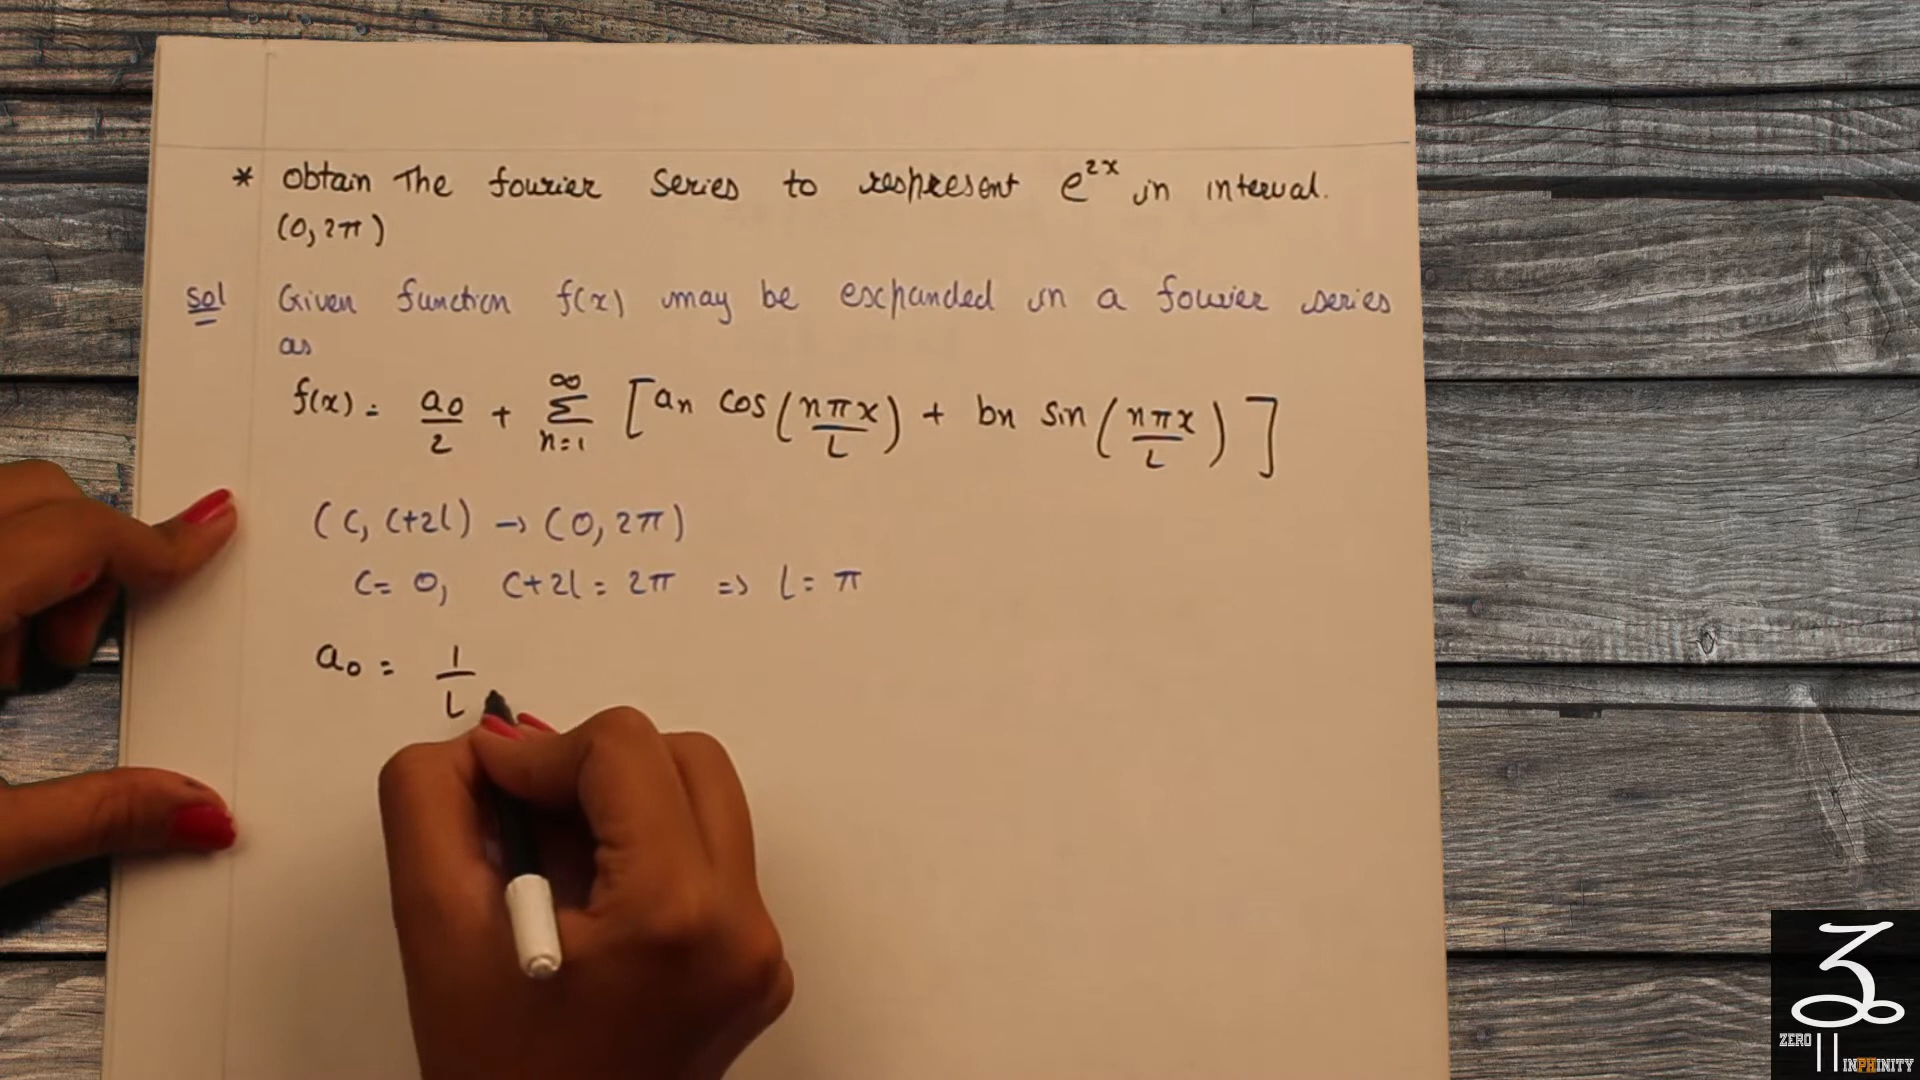 * Obtain The fourier Series to respresent e^2x in interval.
(0, 2π)
Sol Given function f(x) may be expanded in a fourier series
as
f(x) = a0/2 + ∞ Σ n=1 [ an cos (nπx/L) + bn sin (nπx/L) ]
(c, c+2l) → (0, 2π)
c = 0, c+2l = 2π => l = π
a0 = 1/L
ZERO INPHINITY